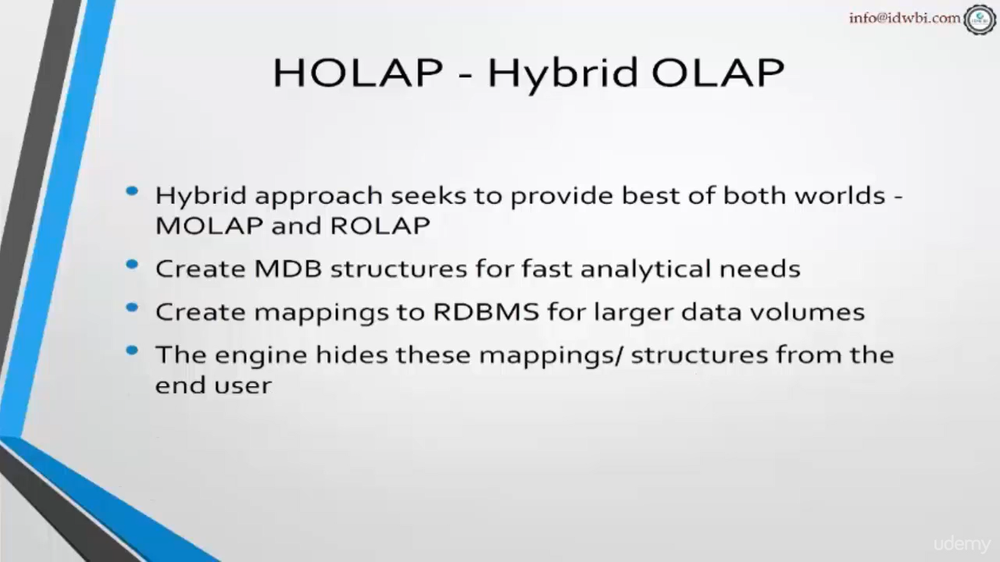 info@idwbi.com
HOLAP - Hybrid OLAP
• Hybrid approach seeks to provide best of both worlds -
MOLAP and ROLAP
• Create MDB structures for fast analytical needs
• Create mappings to RDBMS for larger data volumes
• The engine hides these mappings/ structures from the
end user
udemy